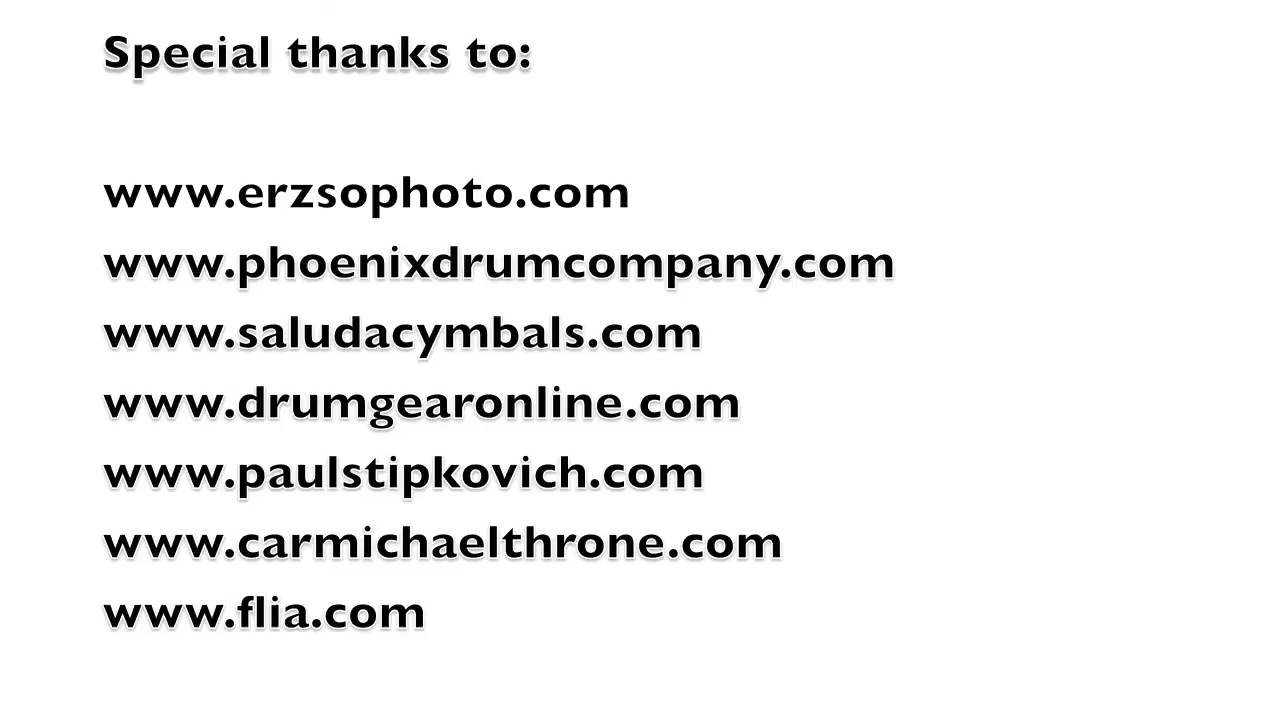 Special thanks to:
www.erzsophoto.com
www.phoenixdrumcompany.com
www.saludacymbals.com
www.drumgearonline.com
www.paulstipkovich.com
www.carmichaelthrone.com
www.flia.com